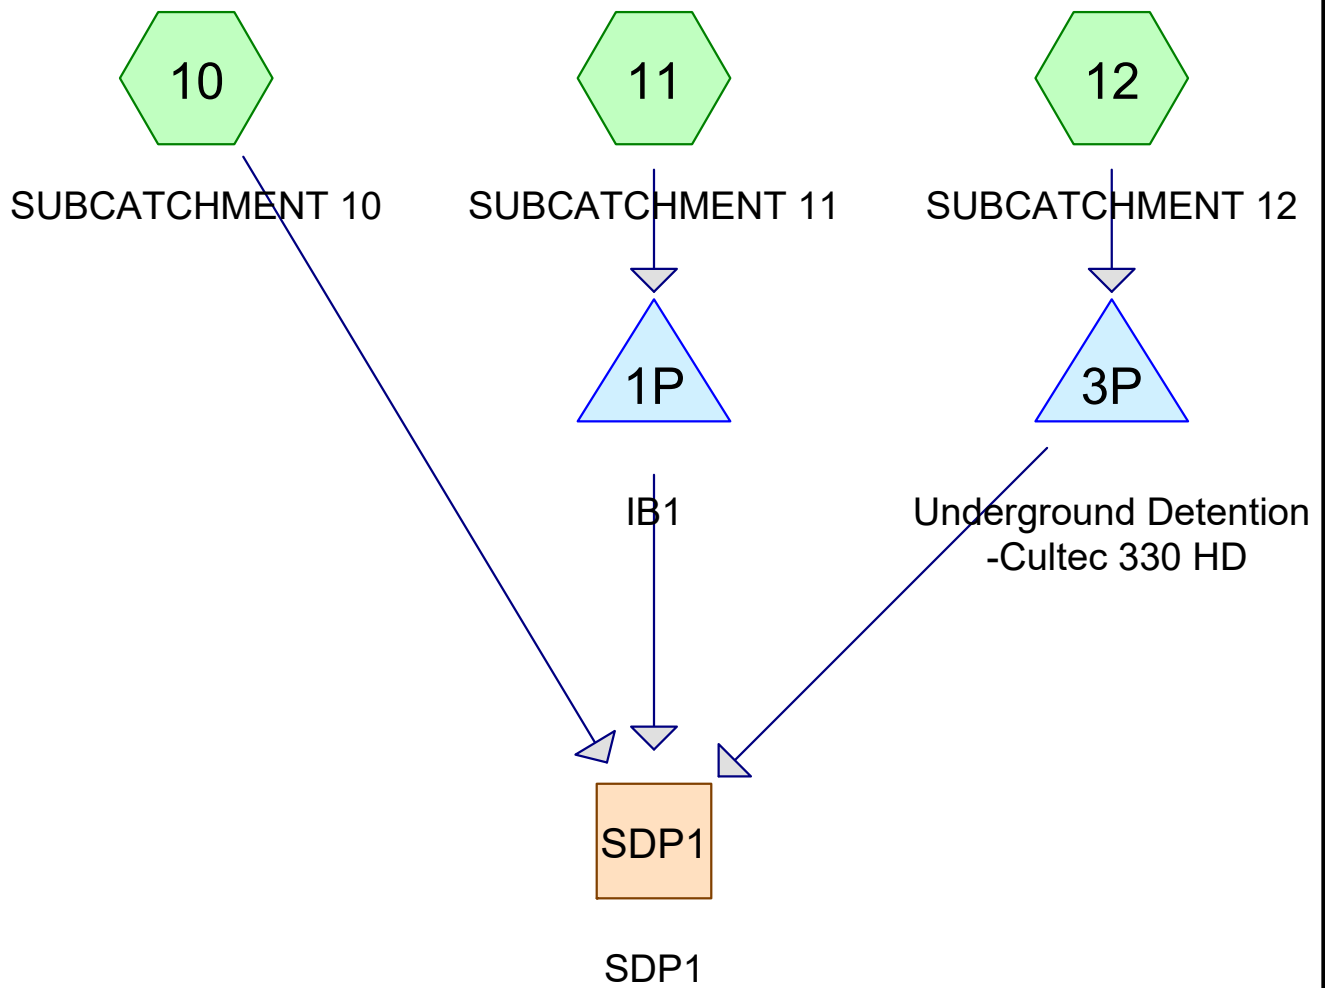 10
11
12
SUBCATCHMENT 10
SUBCATCHMENT 11
SUBCATCHMENT 12
1P
3P
IB1
Underground Detention
-Cultec 330 HD
SDP1
SDP1